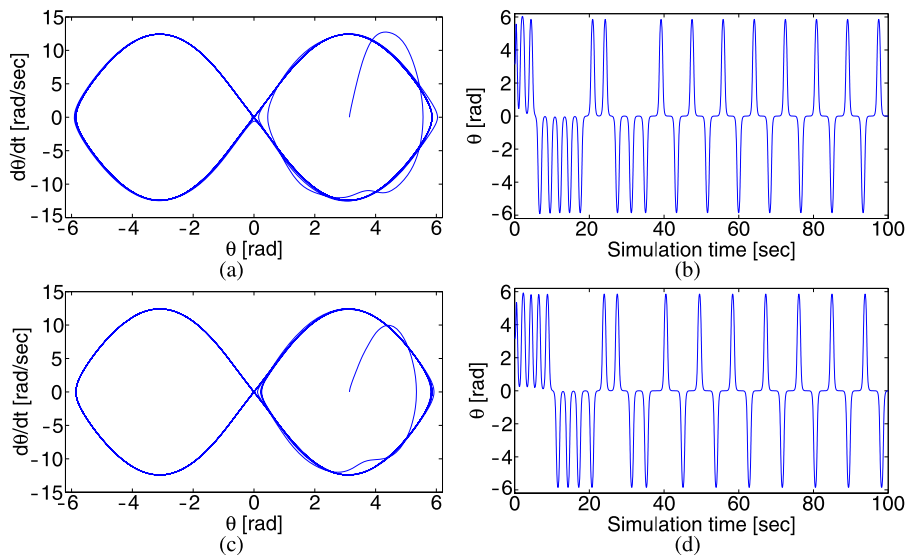 15
10
5
0
−5
−10
−15
dθ/dt [rad/sec]
−6 −4 −2 0 2 4 6
θ [rad]
(a)
6
4
2
0
−2
−4
−6
θ [rad]
0 20 40 60 80 100
Simulation time [sec]
(b)
15
10
5
0
−5
−10
−15
dθ/dt [rad/sec]
−6 −4 −2 0 2 4 6
θ [rad]
(c)
6
4
2
0
−2
−4
−6
θ [rad]
0 20 40 60 80 100
Simulation time [sec]
(d)